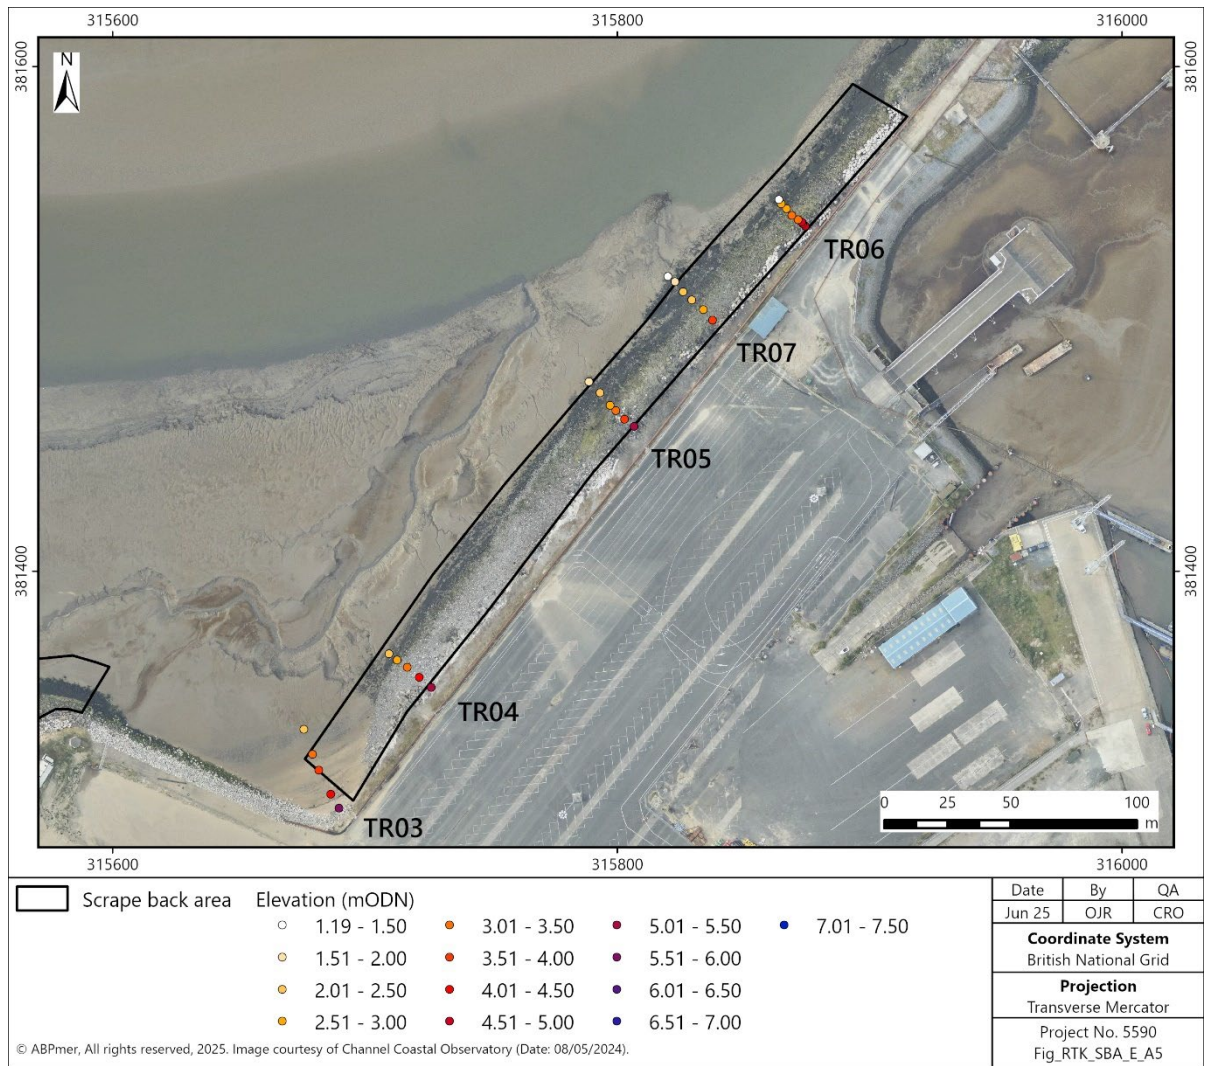 315600 315800 316000
381600 381600
N
TR06
TR07
TR05
381400 381400
TR04
TR03
0 25 50 100
m
315600 315800 316000
Scrape back area
Elevation (mODN)
1.19 - 1.50 3.01 - 3.50 5.01 - 5.50 7.01 - 7.50
1.51 - 2.00 3.51 - 4.00 5.51 - 6.00
2.01 - 2.50 4.01 - 4.50 6.01 - 6.50
2.51 - 3.00 4.51 - 5.00 6.51 - 7.00
Date By QA
Jun 25 OJR CRO
Coordinate System
British National Grid
Projection
Transverse Mercator
Project No. 5590
Fig_RTK_SBA_E_A5
© ABPmer, All rights reserved, 2025. Image courtesy of Channel Coastal Observatory (Date: 08/05/2024).